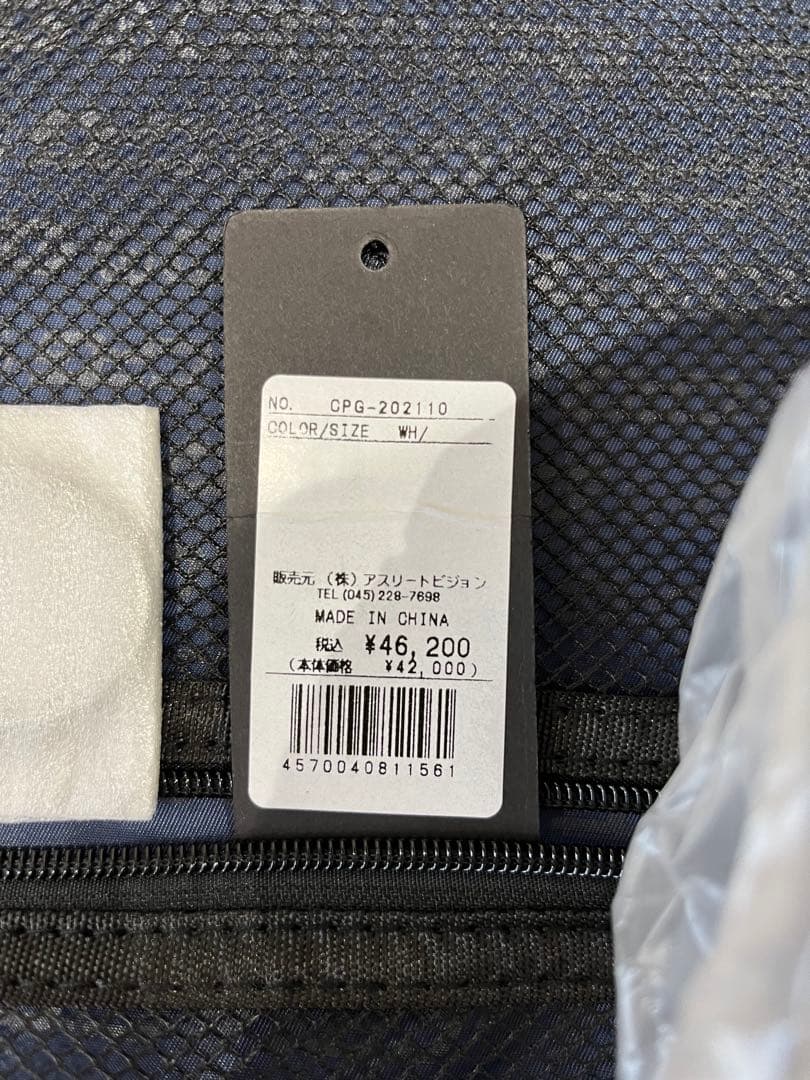 NO. CPG-202110
COLOR/SIZE WH/
販売元 (株) アスリートビジョン
TEL (045) 228-7698
MADE IN CHINA
税込 ¥46,200
(本体価格 ¥42,000)
4570040811561